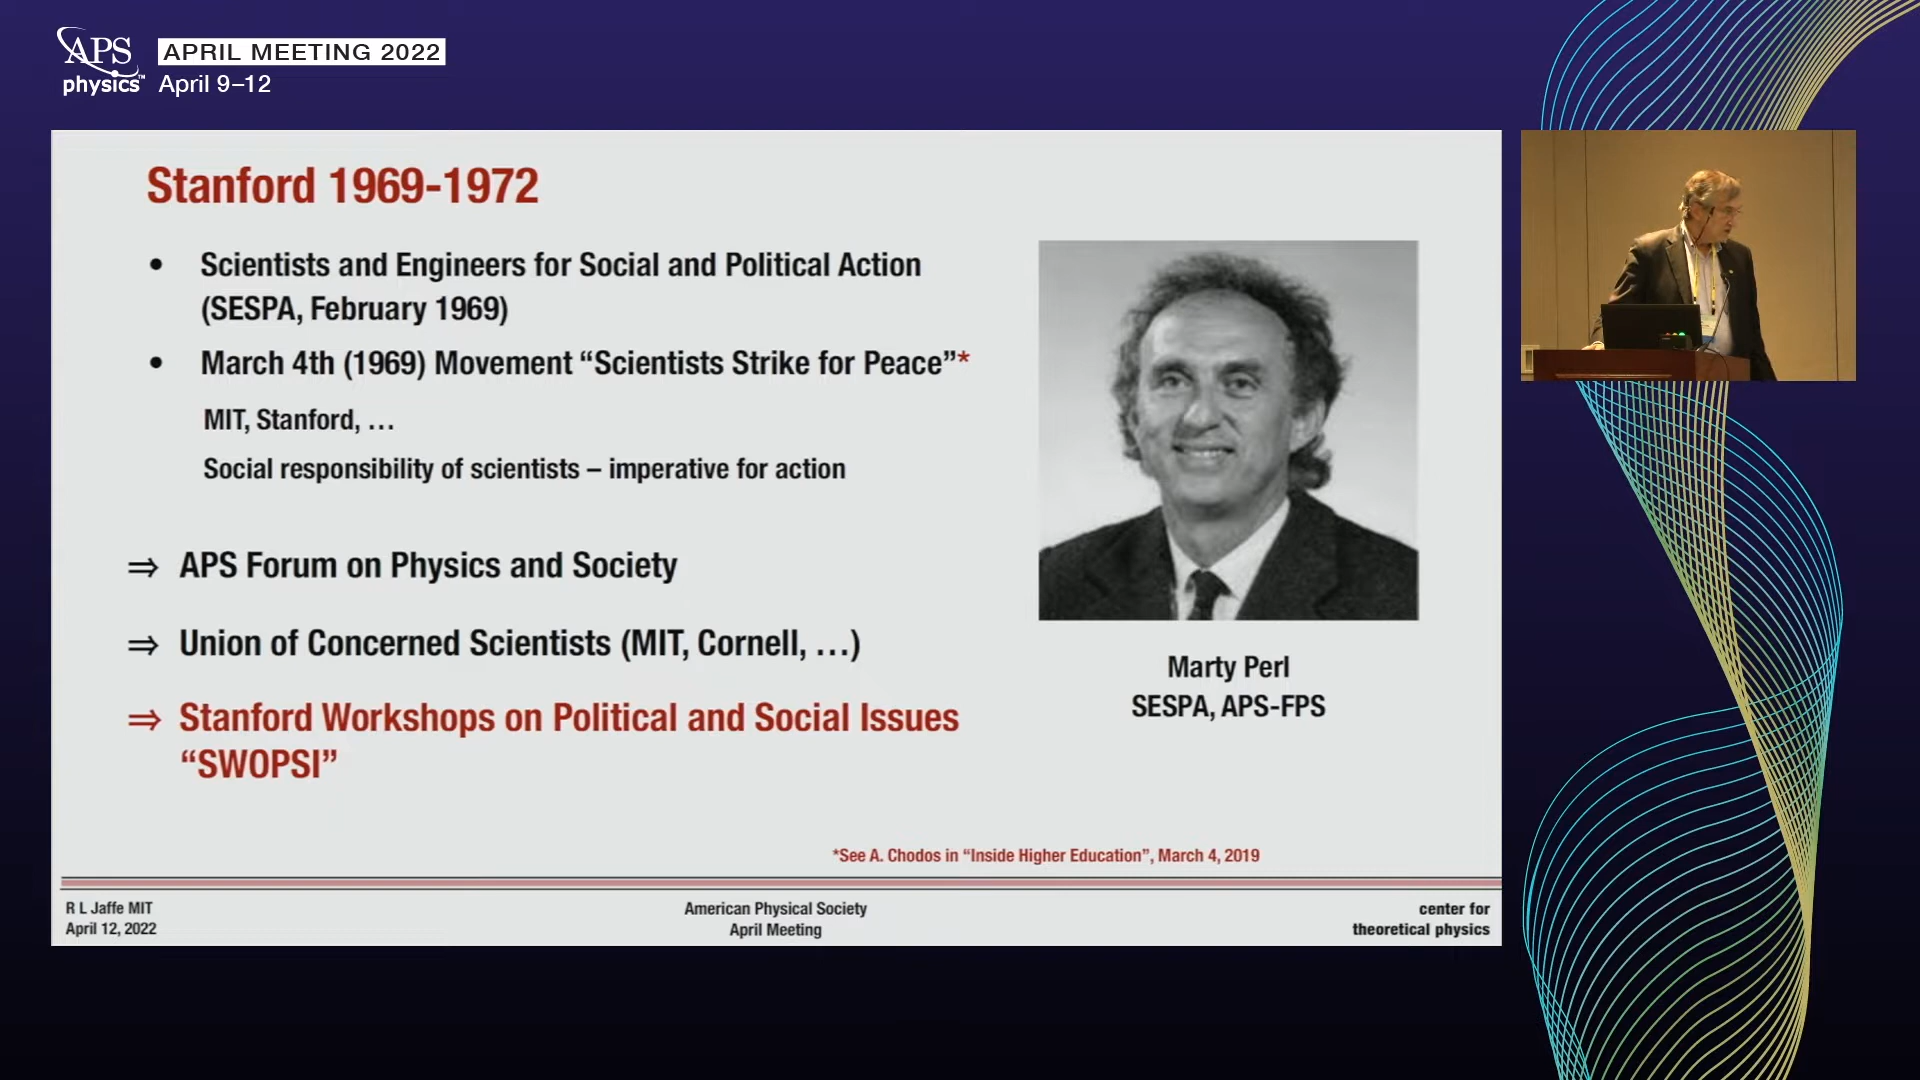 APS
physics™
APRIL MEETING 2022
April 9–12
Stanford 1969-1972
• Scientists and Engineers for Social and Political Action
(SESPA, February 1969)
• March 4th (1969) Movement “Scientists Strike for Peace”*
MIT, Stanford, …
Social responsibility of scientists – imperative for action
⇒ APS Forum on Physics and Society
⇒ Union of Concerned Scientists (MIT, Cornell, …)
⇒ Stanford Workshops on Political and Social Issues
“SWOPSI”
Marty Perl
SESPA, APS-FPS
*See A. Chodos in “Inside Higher Education”, March 4, 2019
R L Jaffe MIT
April 12, 2022
American Physical Society
April Meeting
center for
theoretical physics